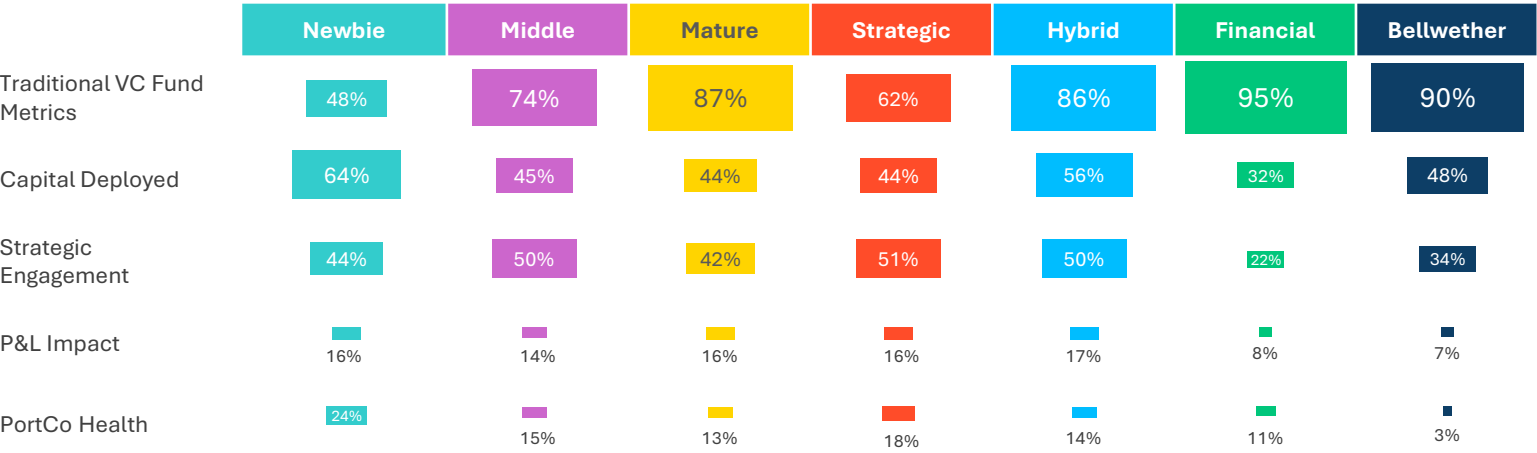 Newbie Middle Mature Strategic Hybrid Financial Bellwether
Traditional VC Fund
Metrics
48% 74% 87% 62% 86% 95% 90%
Capital Deployed
64% 45% 44% 44% 56% 32% 48%
Strategic
Engagement
44% 50% 42% 51% 50% 22% 34%
P&L Impact
16% 14% 16% 16% 17% 8% 7%
PortCo Health
24% 15% 13% 18% 14% 11% 3%